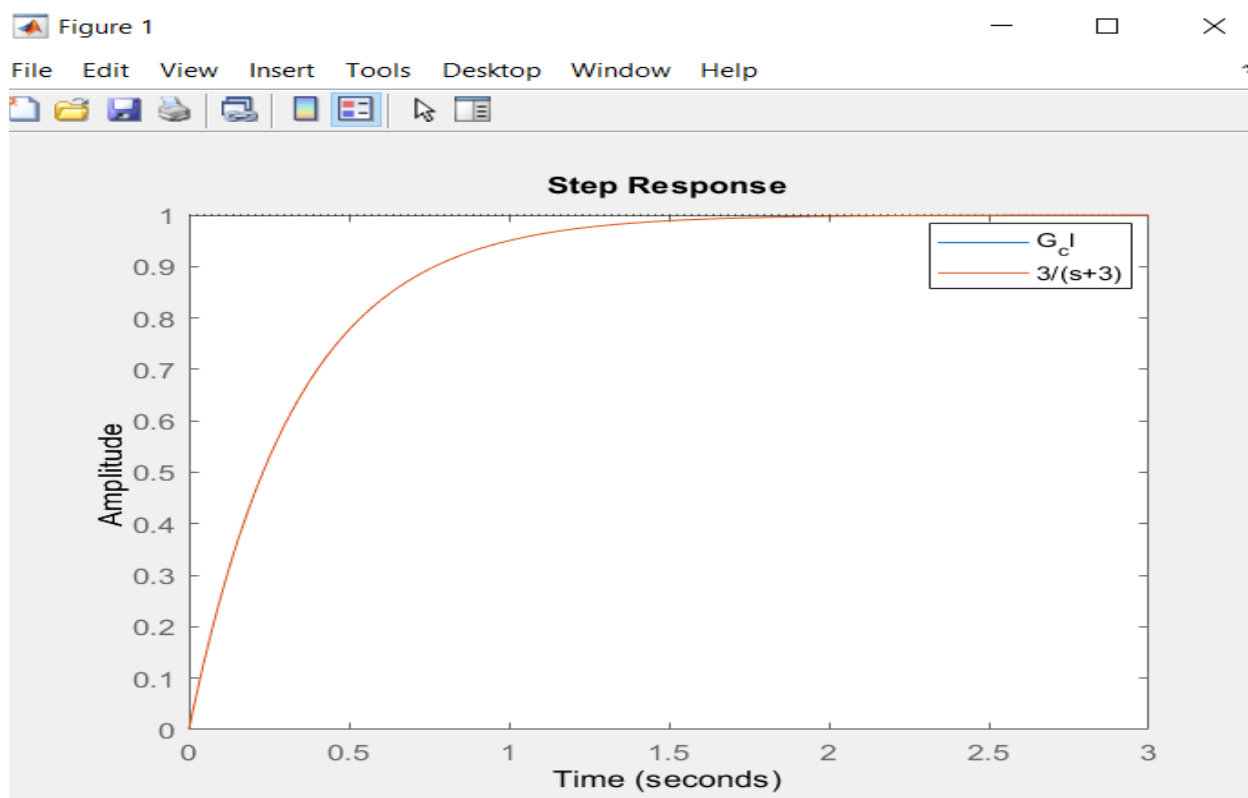 Figure 1
File Edit View Insert Tools Desktop Window Help
Step Response
G_cl
3/(s+3)
1
0.9
0.8
0.7
0.6
0.5
0.4
0.3
0.2
0.1
0
Amplitude
0 0.5 1 1.5 2 2.5 3
Time (seconds)